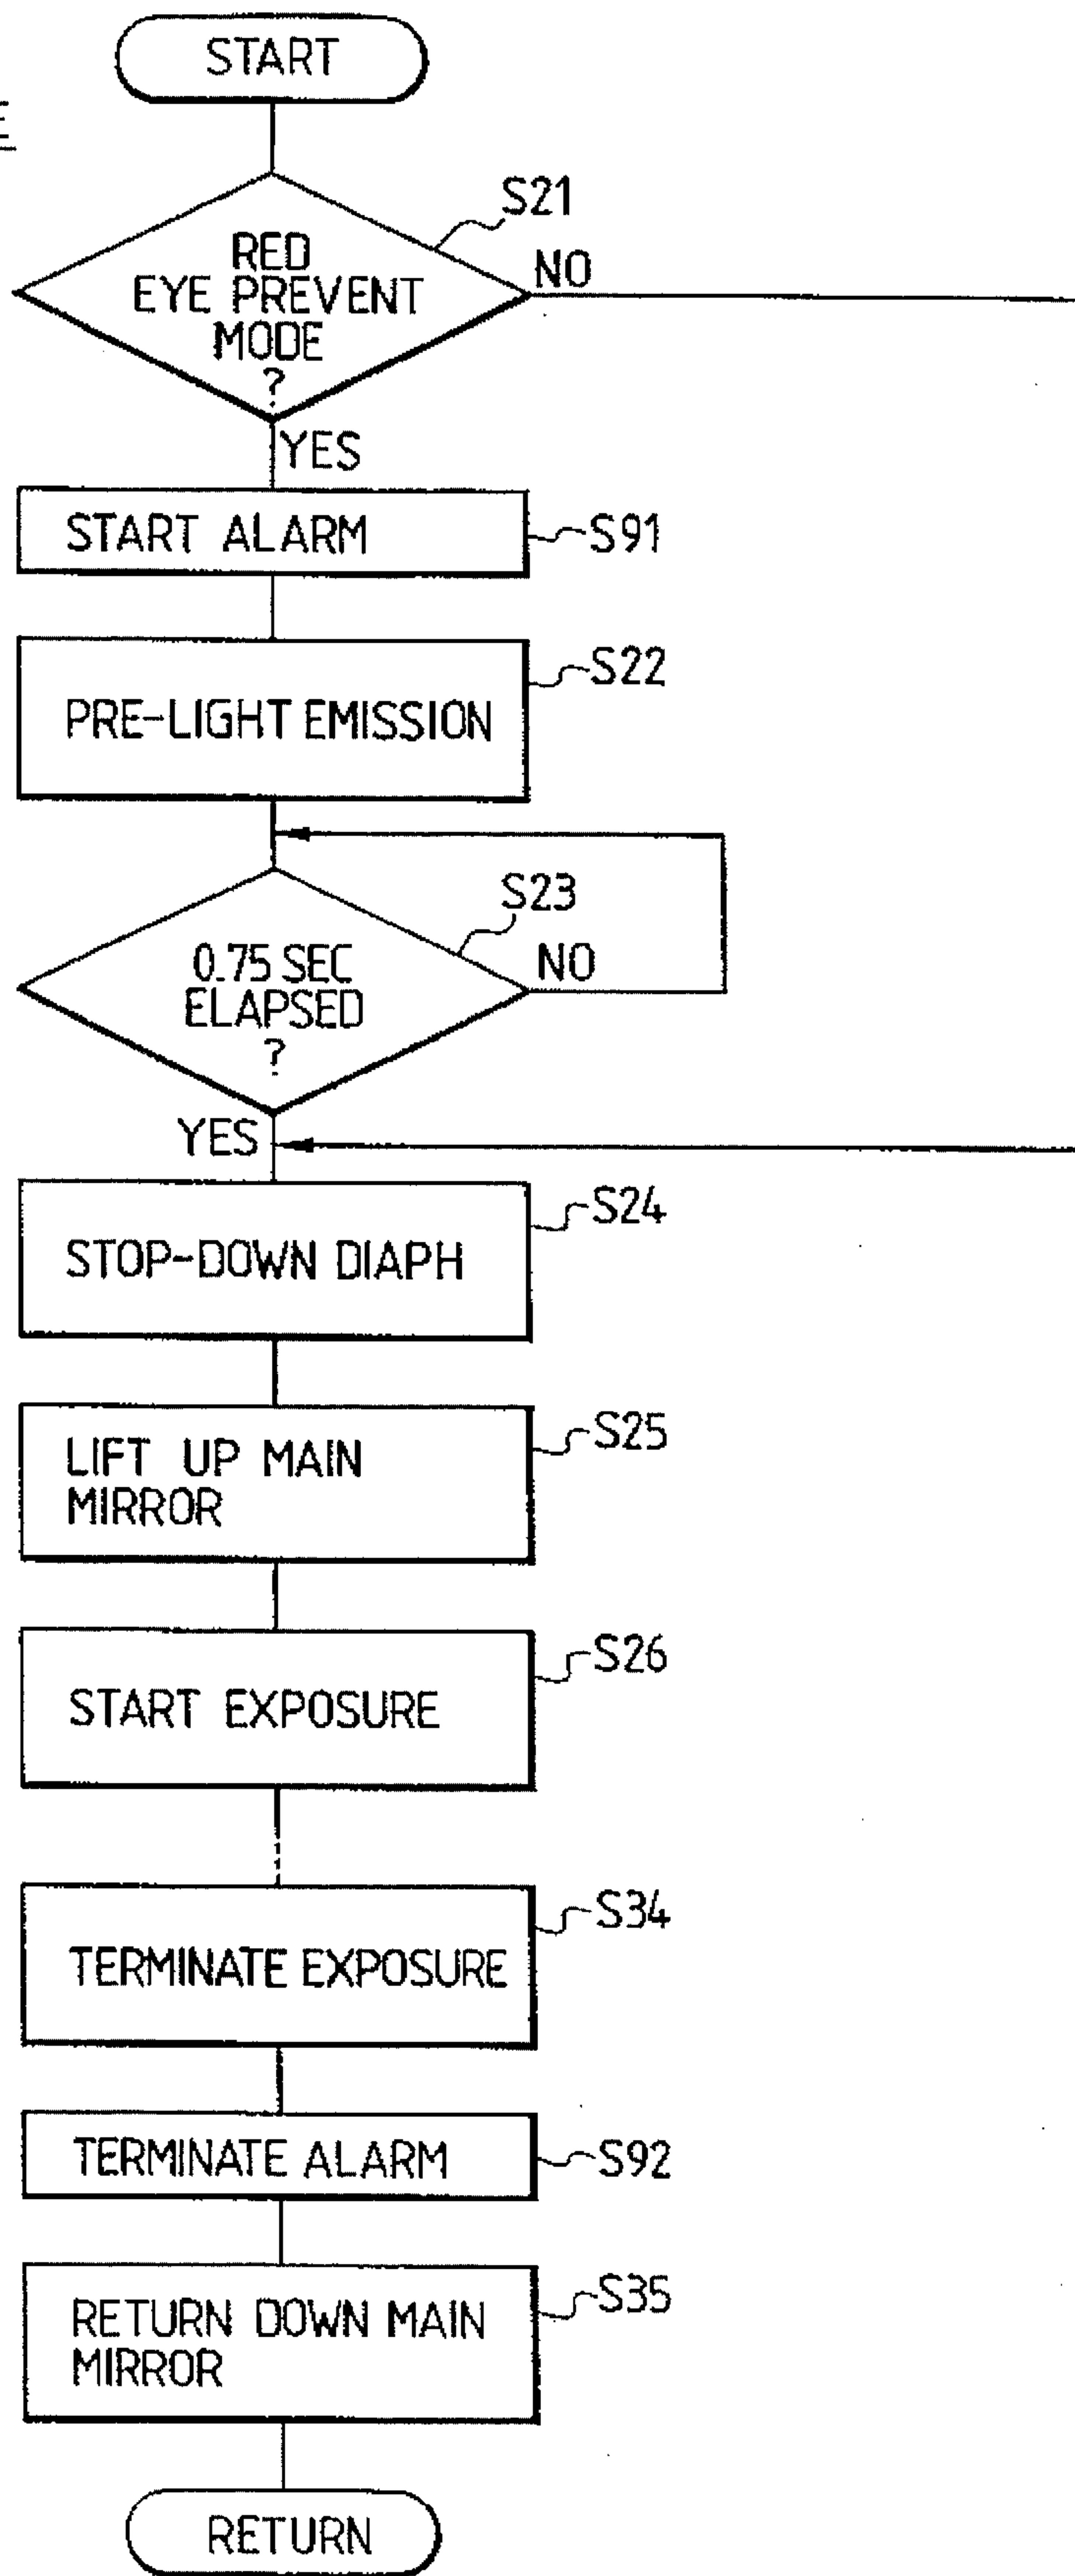 START
S21
RED
EYE PREVENT
MODE
?
NO
YES
START ALARM
S91
PRE-LIGHT EMISSION
S22
S23
0.75 SEC
ELAPSED
?
NO
YES
STOP-DOWN DIAPH
S24
LIFT UP MAIN
MIRROR
S25
START EXPOSURE
S26
TERMINATE EXPOSURE
S34
TERMINATE ALARM
S92
RETURN DOWN MAIN
MIRROR
S35
RETURN